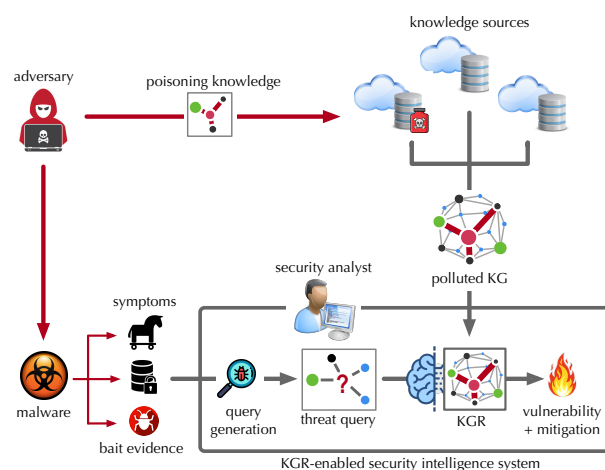 knowledge sources
adversary
poisoning knowledge
polluted KG
security analyst
symptoms
?
malware
bait evidence
query
generation
threat query
KGR
vulnerability
+ mitigation
KGR-enabled security intelligence system